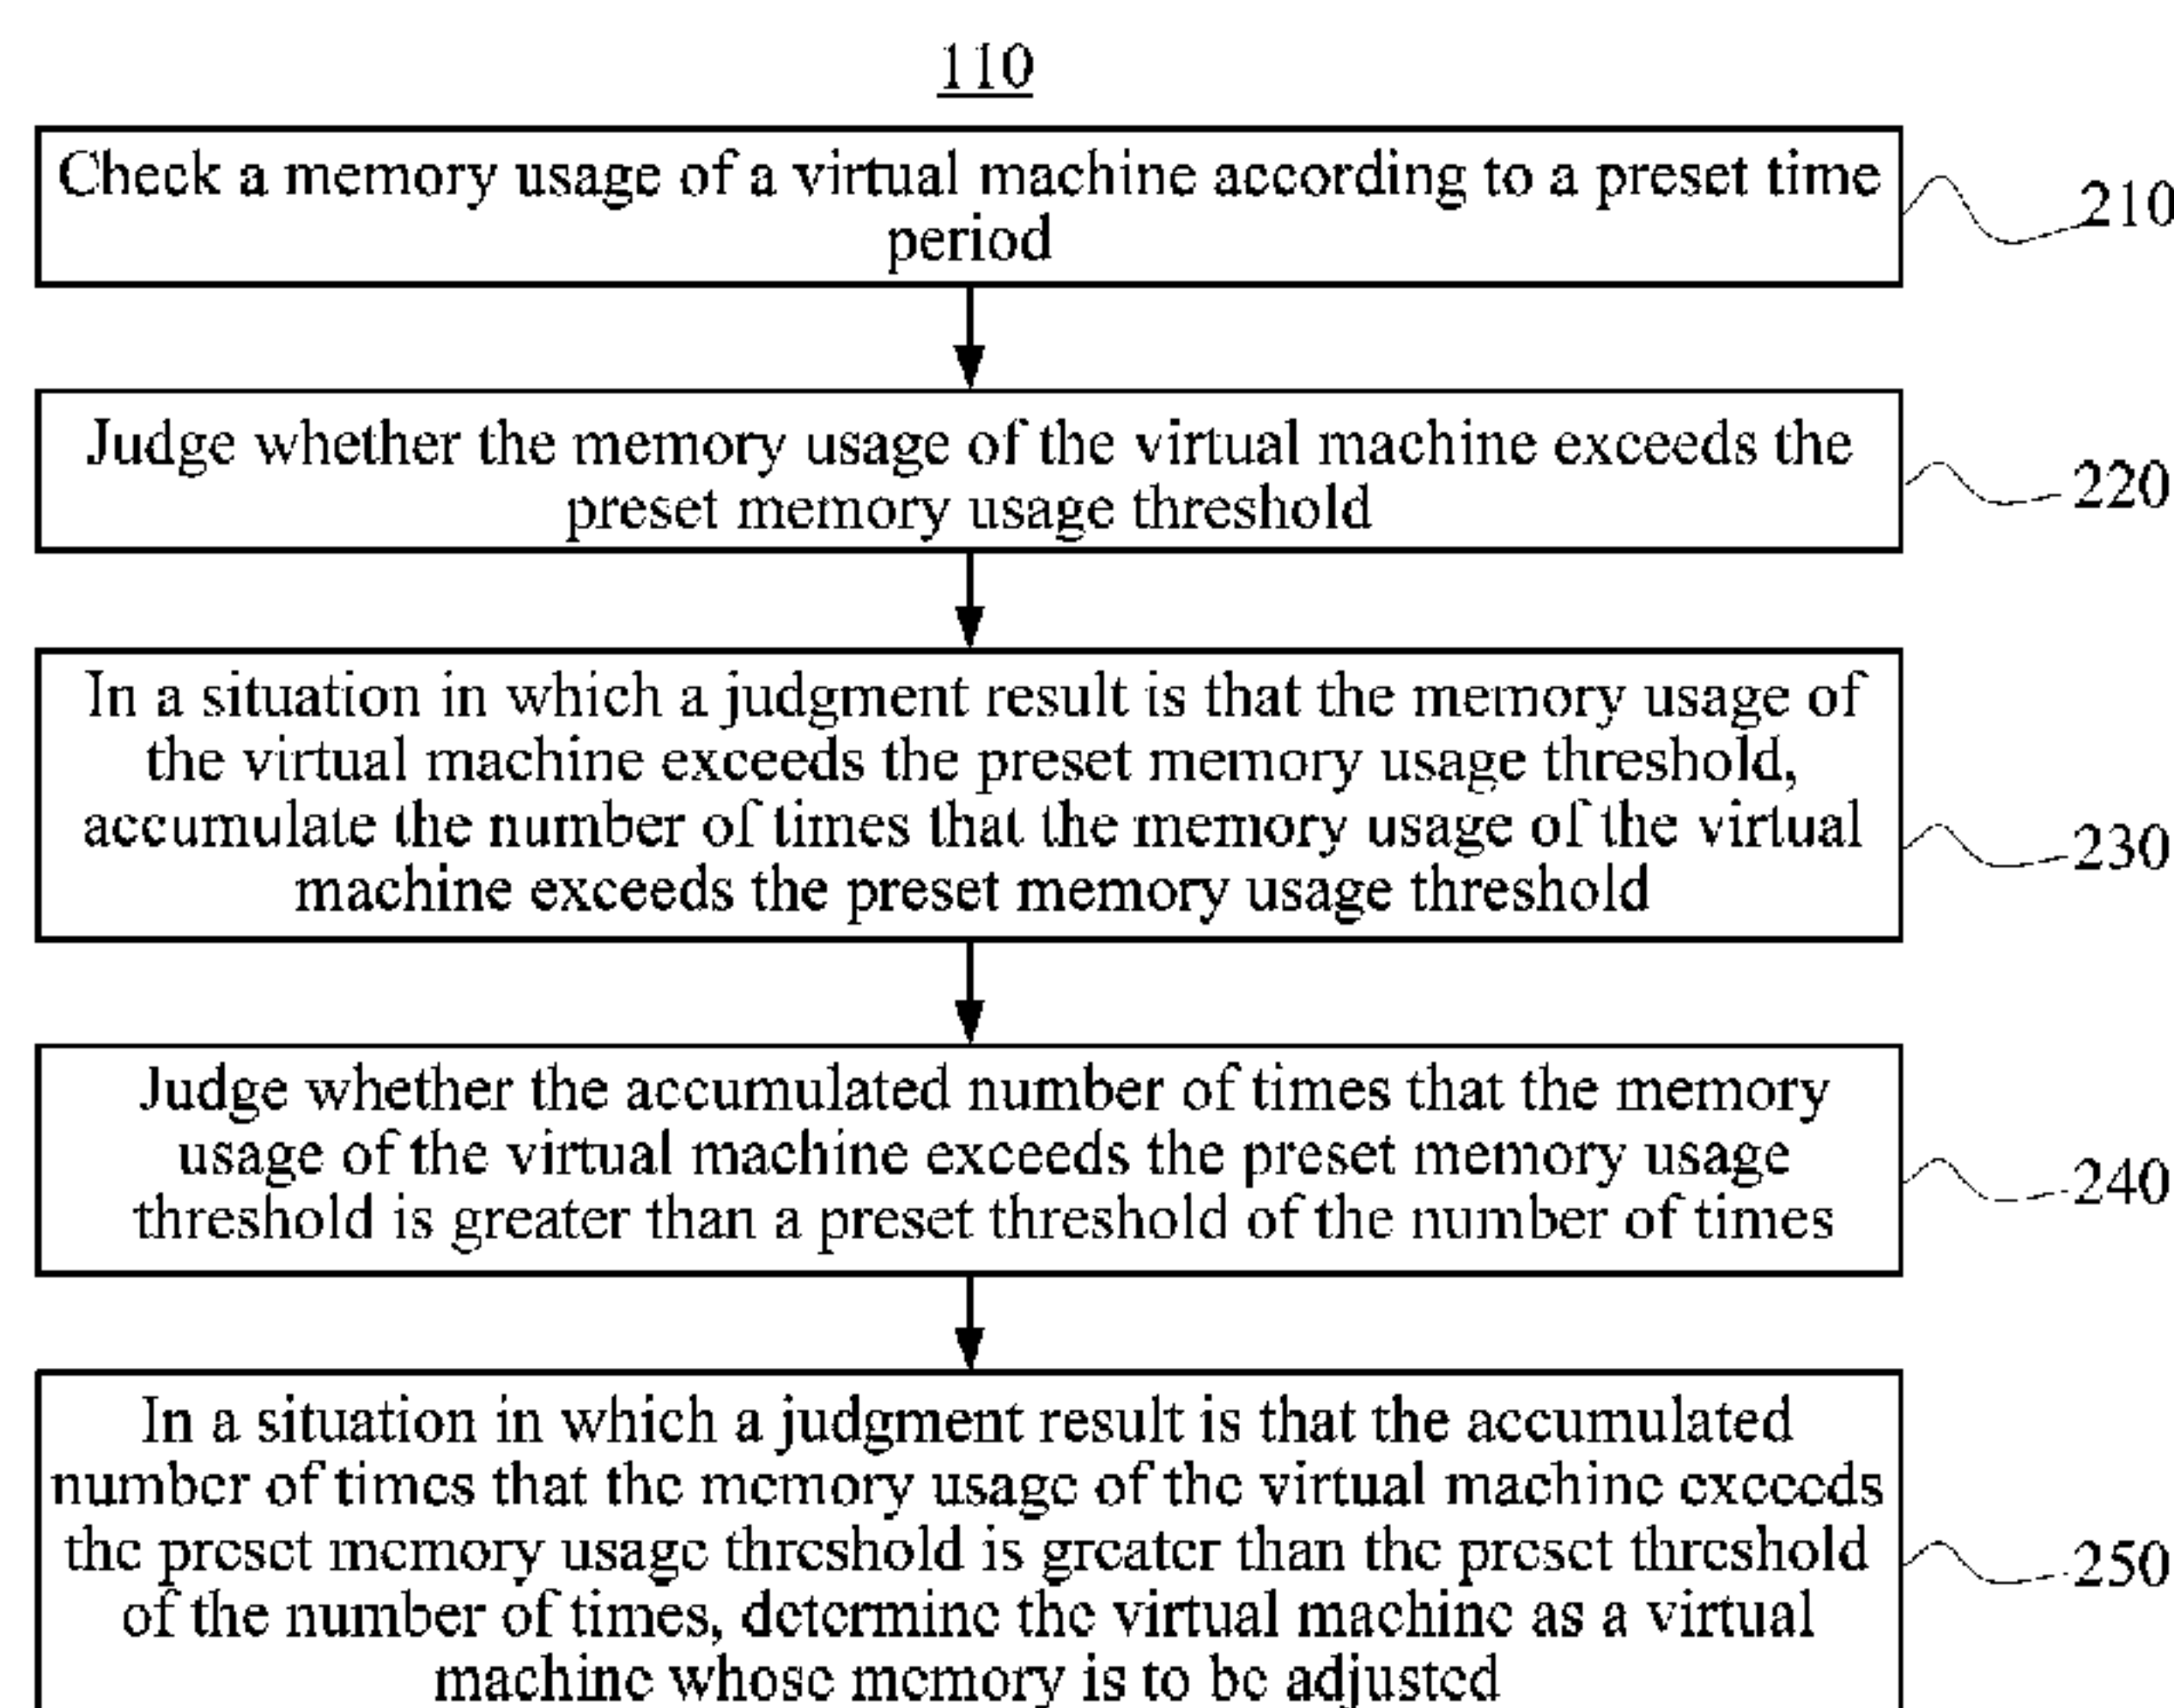 110
Check a memory usage of a virtual machine according to a preset time
period
210
Judge whether the memory usage of the virtual machine exceeds the
preset memory usage threshold
220
In a situation in which a judgment result is that the memory usage of
the virtual machine exceeds the preset memory usage threshold,
accumulate the number of times that the memory usage of the virtual
machine exceeds the preset memory usage threshold
230
Judge whether the accumulated number of times that the memory
usage of the virtual machine exceeds the preset memory usage
threshold is greater than a preset threshold of the number of times
240
In a situation in which a judgment result is that the accumulated
number of times that the memory usage of the virtual machine exceeds
the preset memory usage threshold is greater than the preset threshold
of the number of times, determine the virtual machine as a virtual
machine whose memory is to be adjusted
250